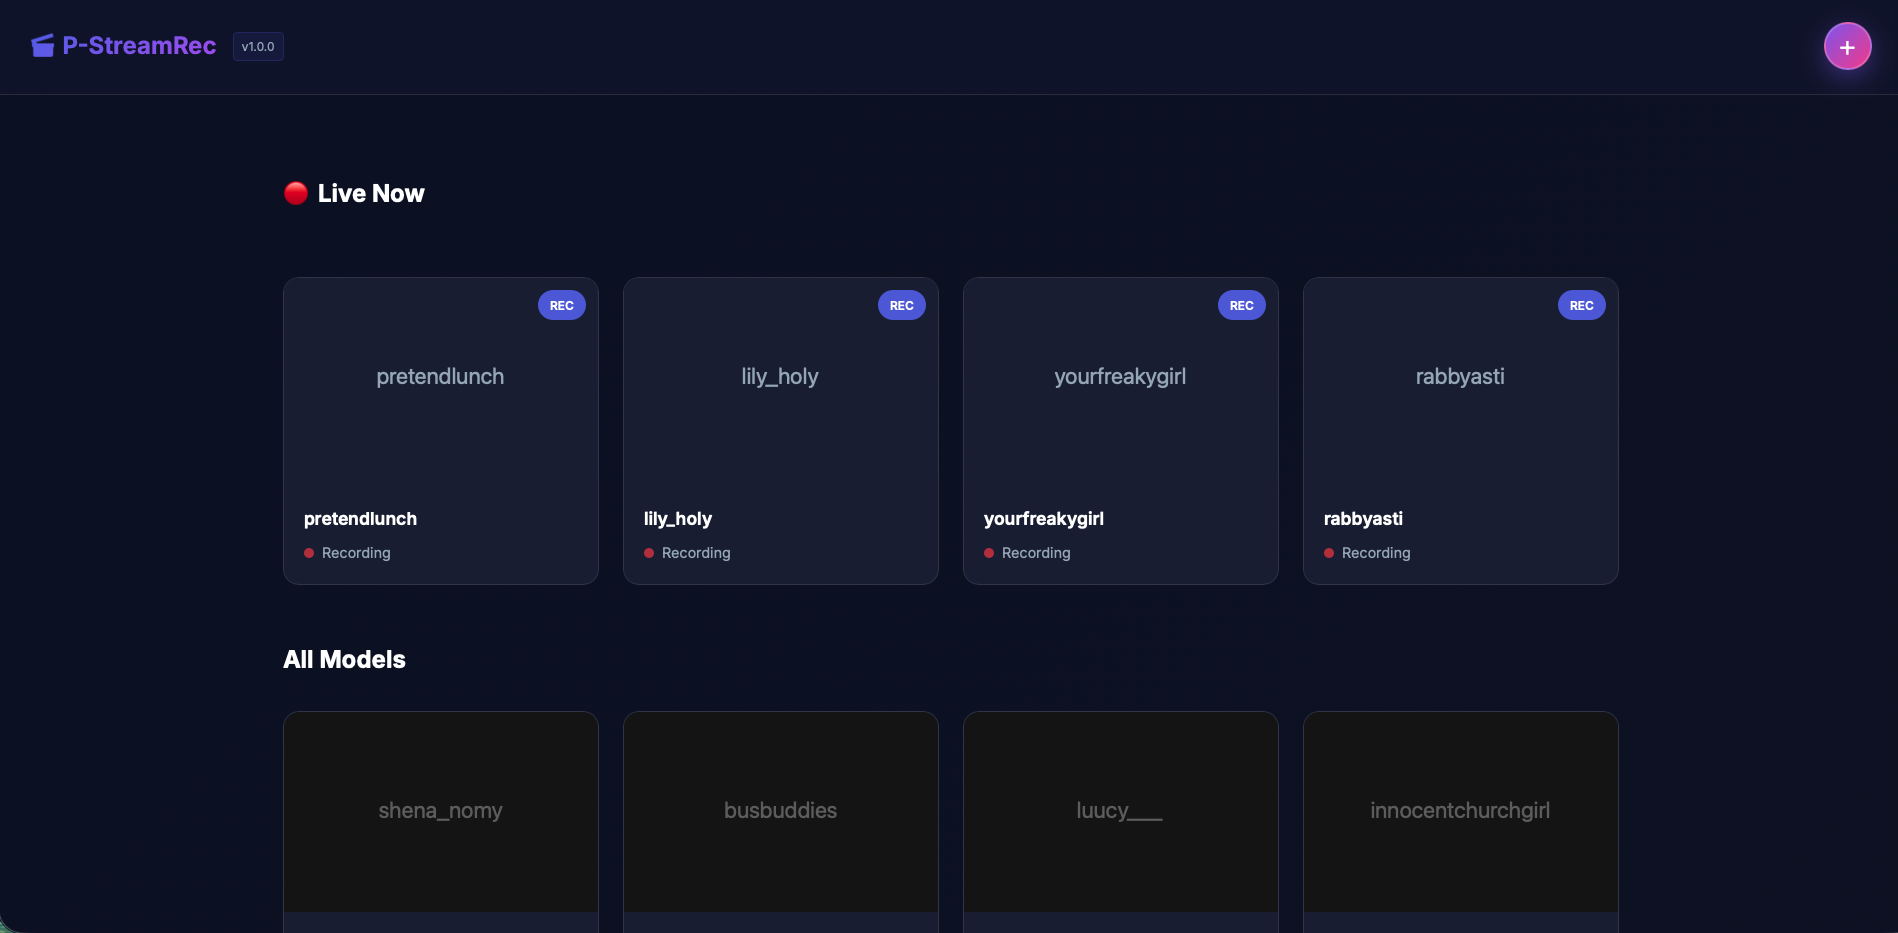 P-StreamRec v1.0.0
+
Live Now
REC REC REC REC
pretendlunch lily_holy yourfreakygirl rabbyasti
pretendlunch lily_holy yourfreakygirl rabbyasti
Recording Recording Recording Recording
All Models
shena_nomy busbuddies luucy___ innocentchurchgirl